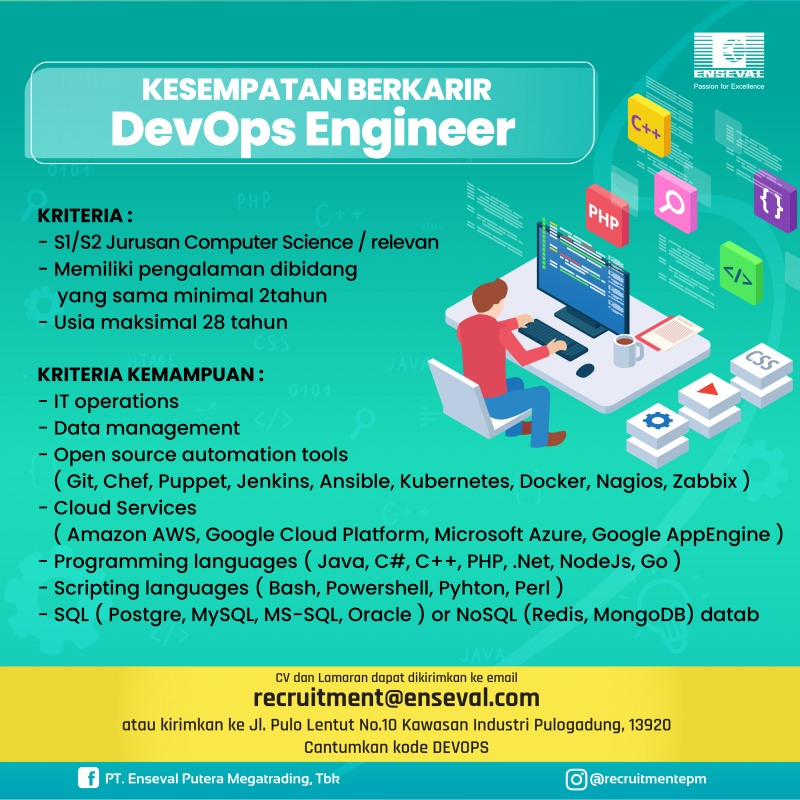 ENSEVAL
Passion for Excellence
KESEMPATAN BERKARIR
DevOps Engineer
C++
PHP
{ }
</>
CSS
KRITERIA :
- S1/S2 Jurusan Computer Science / relevan
- Memiliki pengalaman dibidang
yang sama minimal 2tahun
- Usia maksimal 28 tahun
KRITERIA KEMAMPUAN :
- IT operations
- Data management
- Open source automation tools
( Git, Chef, Puppet, Jenkins, Ansible, Kubernetes, Docker, Nagios, Zabbix )
- Cloud Services
( Amazon AWS, Google Cloud Platform, Microsoft Azure, Google AppEngine )
- Programming languages ( Java, C#, C++, PHP, .Net, NodeJs, Go )
- Scripting languages ( Bash, Powershell, Pyhton, Perl )
- SQL ( Postgre, MySQL, MS-SQL, Oracle ) or NoSQL (Redis, MongoDB) datab
CV dan Lamaran dapat dikirimkan ke email
recruitment@enseval.com
atau kirimkan ke Jl. Pulo Lentut No.10 Kawasan Industri Pulogadung, 13920
Cantumkan kode DEVOPS
PT. Enseval Putera Megatrading, Tbk
@recruitmentepm